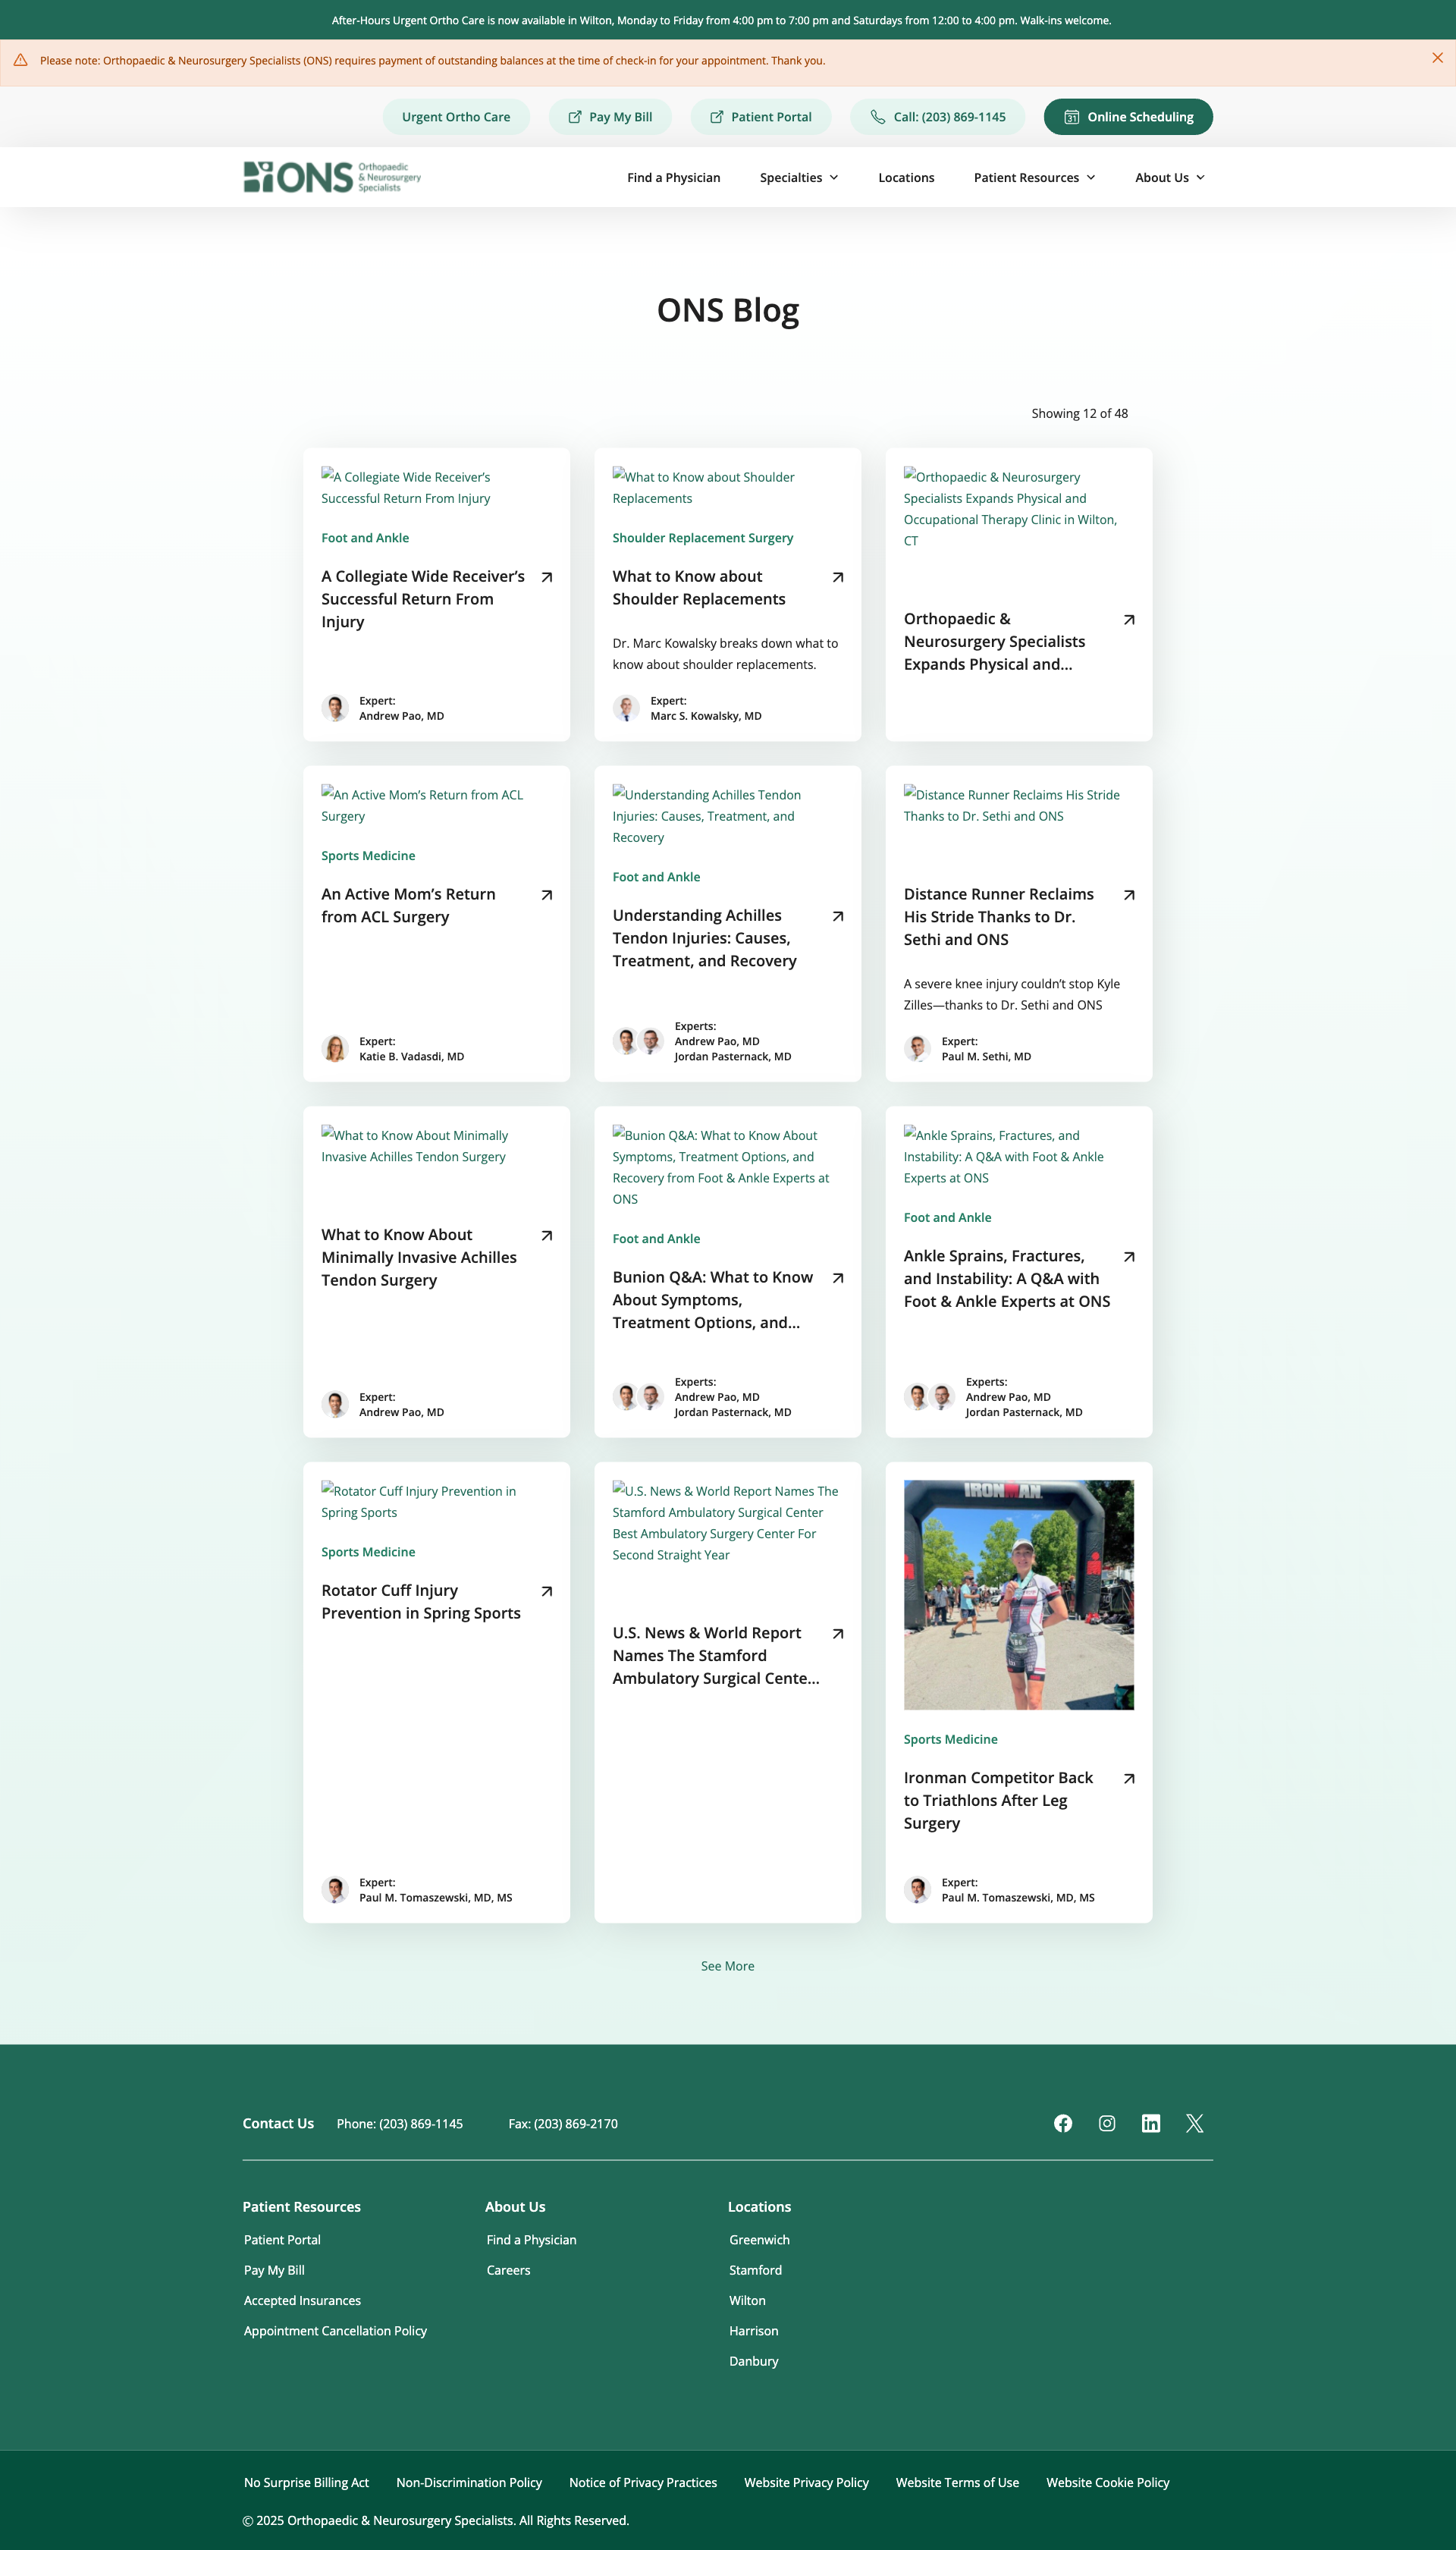 After-Hours Urgent Ortho Care is now available in Wilton, Monday to Friday from 4:00 pm to 7:00 pm and Saturdays from 12:00 to 4:00 pm. Walk-ins welcome.
Please note: Orthopaedic & Neurosurgery Specialists (ONS) requires payment of outstanding balances at the time of check-in for your appointment. Thank you.
Urgent Ortho Care
Pay My Bill
Patient Portal
Call: (203) 869-1145
31
Online Scheduling
ONS
Orthopaedic
& Neurosurgery
Specialists
Find a Physician
Specialties
Locations
Patient Resources
About Us
ONS Blog
Showing 12 of 48
A Collegiate Wide Receiver’s
Successful Return From Injury
Foot and Ankle
A Collegiate Wide Receiver’s
Successful Return From
Injury
Expert:
Andrew Pao, MD
What to Know about Shoulder
Replacements
Shoulder Replacement Surgery
What to Know about
Shoulder Replacements
Dr. Marc Kowalsky breaks down what to
know about shoulder replacements.
Expert:
Marc S. Kowalsky, MD
Orthopaedic & Neurosurgery
Specialists Expands Physical and
Occupational Therapy Clinic in Wilton,
CT
Orthopaedic &
Neurosurgery Specialists
Expands Physical and...
An Active Mom’s Return from ACL
Surgery
Sports Medicine
An Active Mom’s Return
from ACL Surgery
Expert:
Katie B. Vadasdi, MD
Understanding Achilles Tendon
Injuries: Causes, Treatment, and
Recovery
Foot and Ankle
Understanding Achilles
Tendon Injuries: Causes,
Treatment, and Recovery
Experts:
Andrew Pao, MD
Jordan Pasternack, MD
Distance Runner Reclaims His Stride
Thanks to Dr. Sethi and ONS
Distance Runner Reclaims
His Stride Thanks to Dr.
Sethi and ONS
A severe knee injury couldn’t stop Kyle
Zilles—thanks to Dr. Sethi and ONS
Expert:
Paul M. Sethi, MD
What to Know About Minimally
Invasive Achilles Tendon Surgery
What to Know About
Minimally Invasive Achilles
Tendon Surgery
Expert:
Andrew Pao, MD
Bunion Q&A: What to Know About
Symptoms, Treatment Options, and
Recovery from Foot & Ankle Experts at
ONS
Foot and Ankle
Bunion Q&A: What to Know
About Symptoms,
Treatment Options, and...
Experts:
Andrew Pao, MD
Jordan Pasternack, MD
Ankle Sprains, Fractures, and
Instability: A Q&A with Foot & Ankle
Experts at ONS
Foot and Ankle
Ankle Sprains, Fractures,
and Instability: A Q&A with
Foot & Ankle Experts at ONS
Experts:
Andrew Pao, MD
Jordan Pasternack, MD
Rotator Cuff Injury Prevention in
Spring Sports
Sports Medicine
Rotator Cuff Injury
Prevention in Spring Sports
Expert:
Paul M. Tomaszewski, MD, MS
U.S. News & World Report Names The
Stamford Ambulatory Surgical Center
Best Ambulatory Surgery Center For
Second Straight Year
U.S. News & World Report
Names The Stamford
Ambulatory Surgical Cente...
IRONMAN
Sports Medicine
Ironman Competitor Back
to Triathlons After Leg
Surgery
Expert:
Paul M. Tomaszewski, MD, MS
See More
Contact Us
Phone: (203) 869-1145
Fax: (203) 869-2170
Patient Resources
Patient Portal
Pay My Bill
Accepted Insurances
Appointment Cancellation Policy
About Us
Find a Physician
Careers
Locations
Greenwich
Stamford
Wilton
Harrison
Danbury
No Surprise Billing Act
Non-Discrimination Policy
Notice of Privacy Practices
Website Privacy Policy
Website Terms of Use
Website Cookie Policy
© 2025 Orthopaedic & Neurosurgery Specialists. All Rights Reserved.